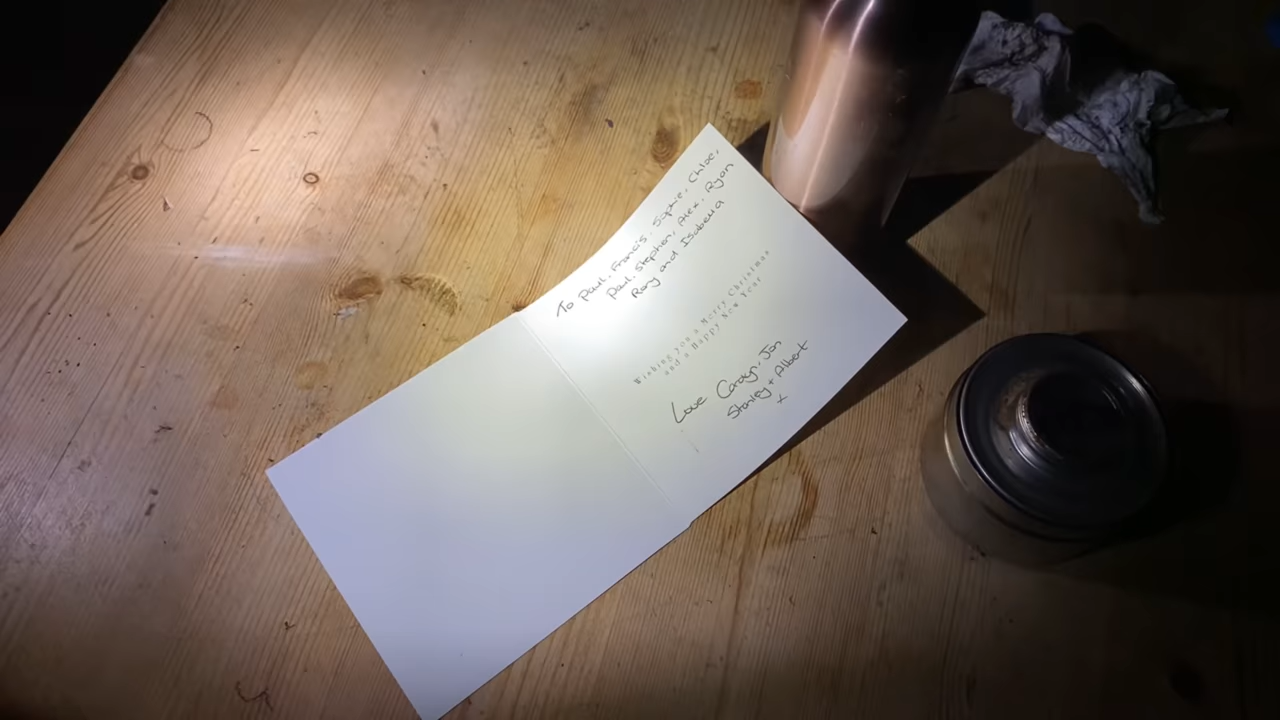 To Paul, Francis, Sophie, Chloe,
Paul, Stephen, Alex, Ryan
Rory and Isabella
Wishing you a Merry Christmas
and a Happy New Year
Love Carolyn, Jon
Stanley + Albert
x